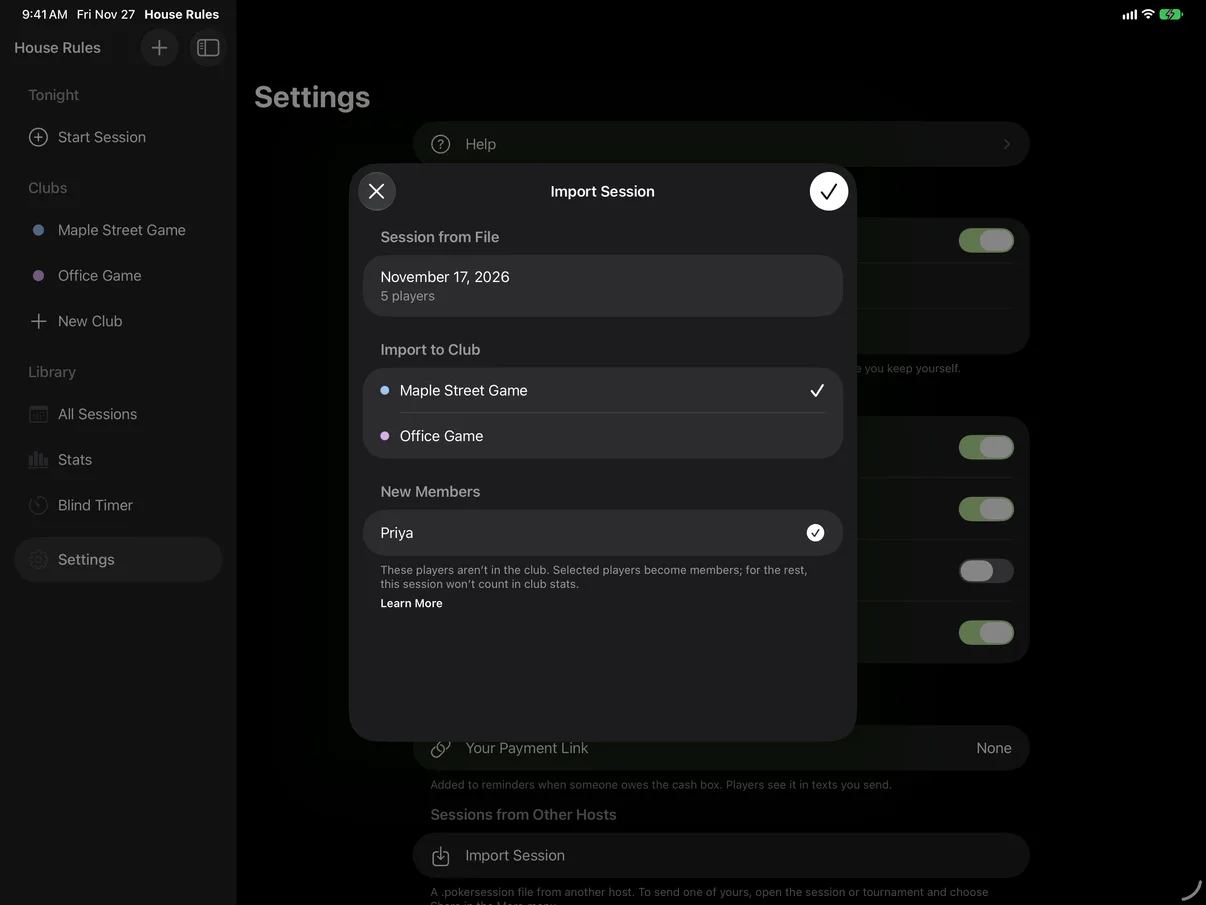 9:41 AM Fri Nov 27 House Rules
House Rules
Tonight
Start Session
Clubs
Maple Street Game
Office Game
New Club
Library
All Sessions
Stats
Blind Timer
Settings
Settings
Help
Import Session
Session from File
November 17, 2026
5 players
Import to Club
Maple Street Game
Office Game
New Members
Priya
These players aren't in the club. Selected players become members; for the rest,
this session won't count in club stats.
Learn More
you keep yourself.
Your Payment Link
None
Added to reminders when someone owes the cash box. Players see it in texts you send.
Sessions from Other Hosts
Import Session
A .pokersession file from another host. To send one of yours, open the session or tournament and choose